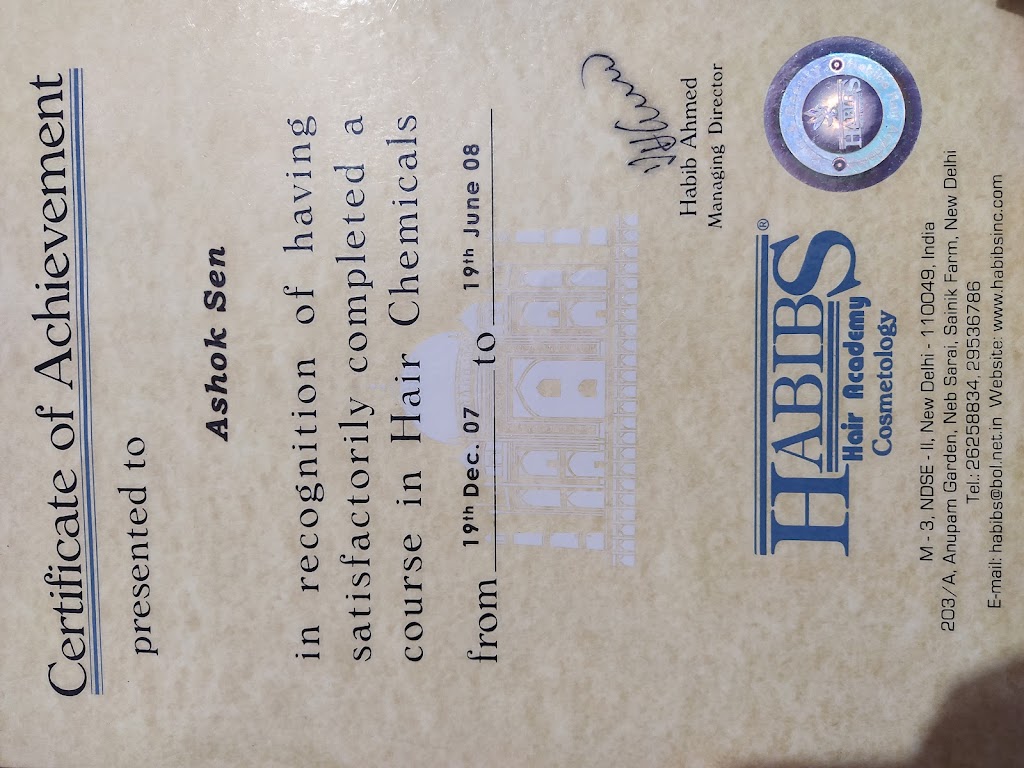 Certificate of Achievement
presented to
Ashok Sen
in recognition of having
satisfactorily completed a
course in Hair Chemicals
from 19th Dec. 07 to 19th June 08
Habib Ahmed
Managing Director
HABIBS®
Hair Academy
Cosmetology
HABIBS
M - 3, NDSE - II, New Delhi - 110049, India
203/A, Anupam Garden, Neb Sarai, Sainik Farm, New Delhi
Tel.: 26258834, 29536786
E-mail: habibs@bol.net.in Website: www.habibsinc.com